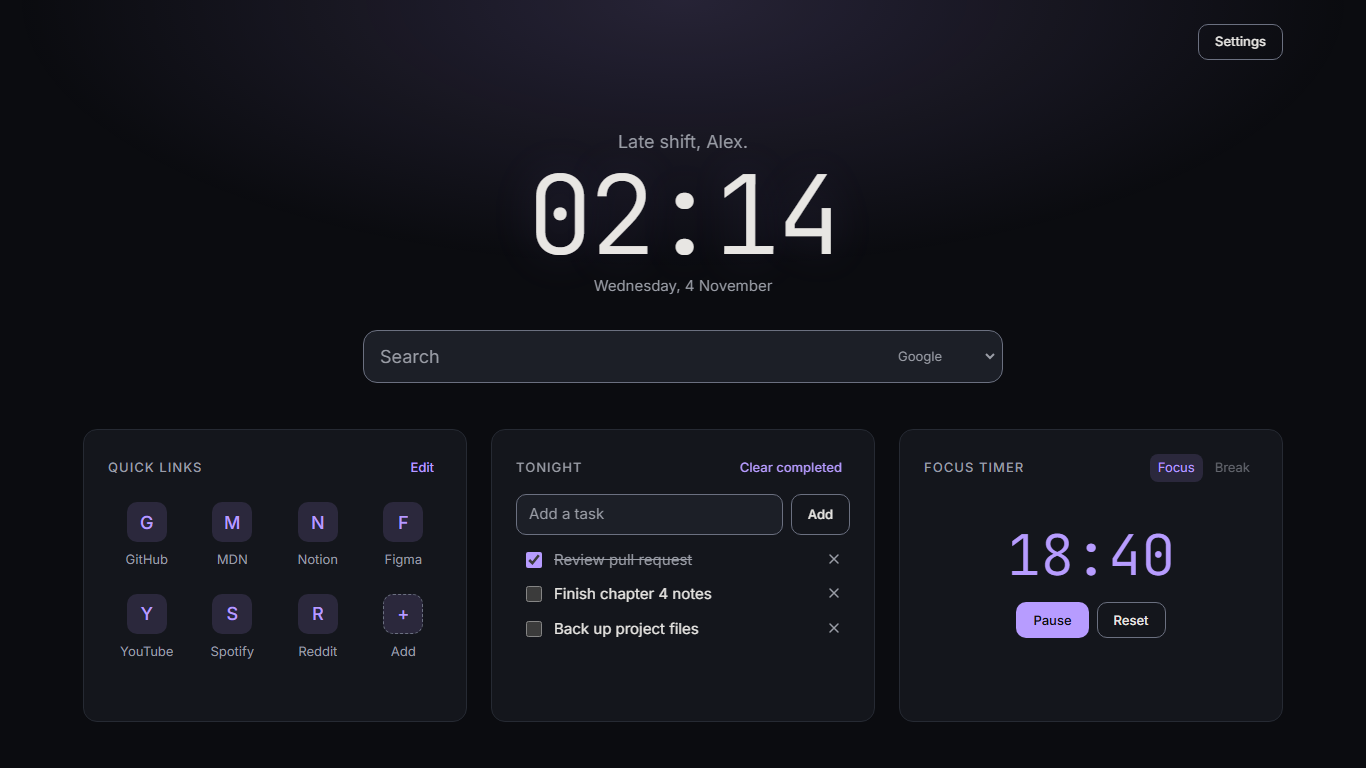 Settings
Late shift, Alex.
02:14
Wednesday, 4 November
Search
Google
QUICK LINKS
Edit
G
M
N
F
GitHub
MDN
Notion
Figma
Y
S
R
+
YouTube
Spotify
Reddit
Add
TONIGHT
Clear completed
Add a task
Add
Review pull request
Finish chapter 4 notes
Back up project files
FOCUS TIMER
Focus
Break
18:40
Pause
Reset